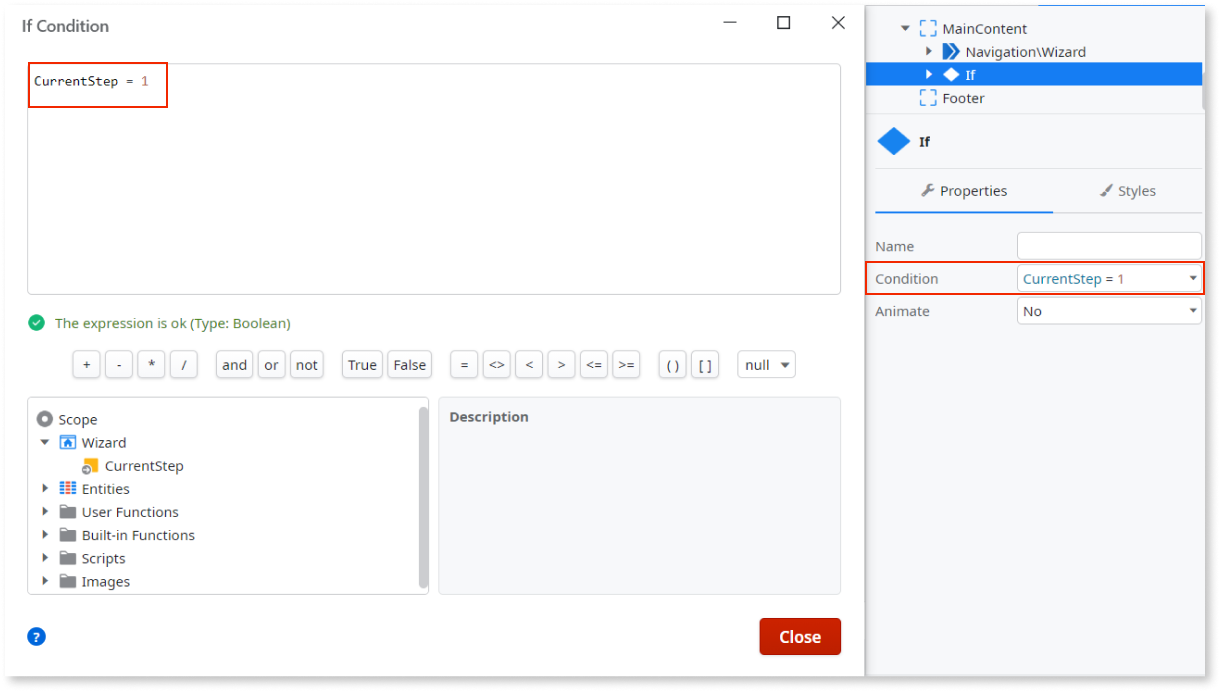 If Condition
CurrentStep = 1
The expression is ok (Type: Boolean)
+ - * / and or not True False = <> < > <= >= ( ) [ ] null
Scope
Wizard
CurrentStep
Entities
User Functions
Built-in Functions
Scripts
Images
Description
?
Close
MainContent
Navigation\Wizard
If
Footer
If
Properties Styles
Name
Condition CurrentStep = 1
Animate No